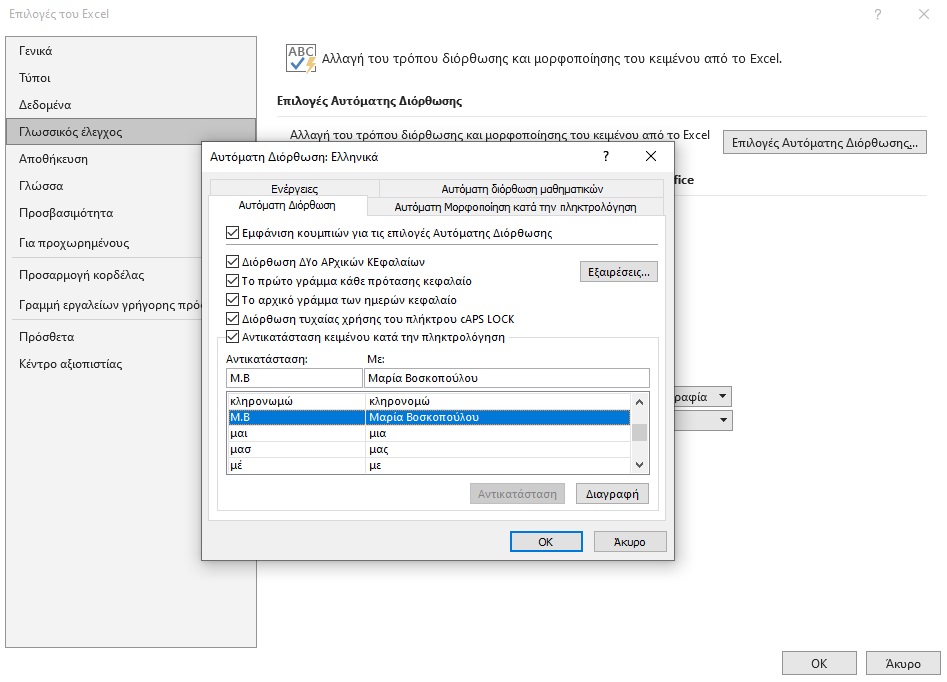 Επιλογές του Excel
?
Γενικά
Τύποι
Δεδομένα
Γλωσσικός έλεγχος
Αποθήκευση
Γλώσσα
Προσβασιμότητα
Για προχωρημένους
Προσαρμογή κορδέλας
Γραμμή εργαλείων γρήγορης πρόσ
Πρόσθετα
Κέντρο αξιοπιστίας
ABC
Αλλαγή του τρόπου διόρθωσης και μορφοποίησης του κειμένου από το Excel.
Επιλογές Αυτόματης Διόρθωσης
Αλλαγή του τρόπου διόρθωσης και μορφοποίησης του κειμένου από το Excel
Επιλογές Αυτόματης Διόρθωσης...
fice
ραφία
Αυτόματη Διόρθωση: Ελληνικά
?
Ενέργειες
Αυτόματη διόρθωση μαθηματικών
Αυτόματη Διόρθωση
Αυτόματη Μορφοποίηση κατά την πληκτρολόγηση
Εμφάνιση κουμπιών για τις επιλογές Αυτόματης Διόρθωσης
Διόρθωση ΔΥο ΑΡχικών ΚΕφαλαίων
Εξαιρέσεις...
Το πρώτο γράμμα κάθε πρότασης κεφαλαίο
Το αρχικό γράμμα των ημερών κεφαλαίο
Διόρθωση τυχαίας χρήσης του πλήκτρου cAPS LOCK
Αντικατάσταση κειμένου κατά την πληκτρολόγηση
Αντικατάσταση: Με:
Μ.Β Μαρία Βοσκοπούλου
κληρονωμώ κληρονομώ
Μ.Β Μαρία Βοσκοπούλου
μαι μια
μασ μας
μέ με
Αντικατάσταση Διαγραφή
OK Άκυρο
OK Άκυρο